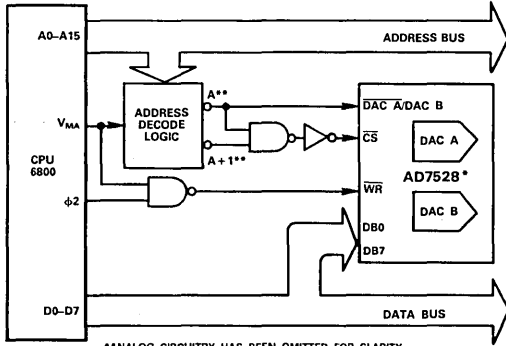 A0–A15
ADDRESS BUS
A**
ADDRESS
DECODE
LOGIC
DAC A/DAC B
VMA
CS
DAC A
A+1**
CPU
6800
AD7528*
WR
φ2
DAC B
DB0
DB7
D0–D7
DATA BUS
*ANALOG CIRCUITRY HAS BEEN OMITTED FOR CLARITY